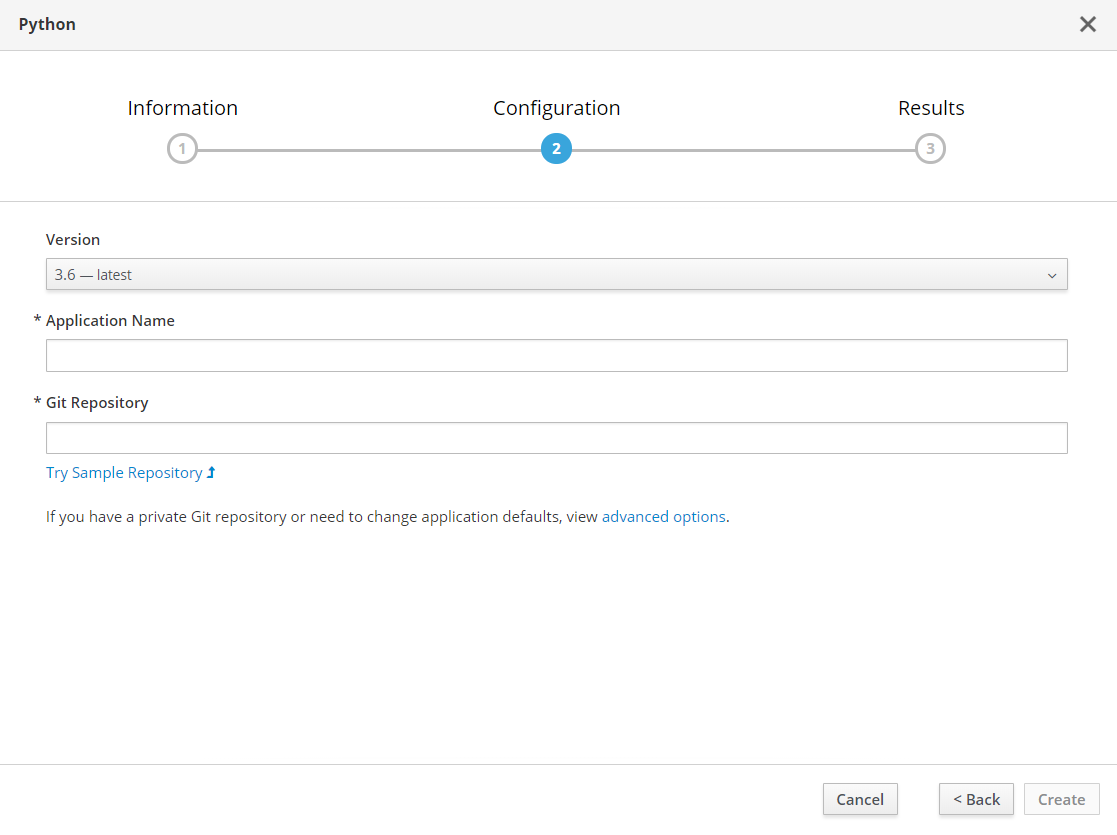 Python
Information
Configuration
Results
1
2
3
Version
3.6 — latest
* Application Name
* Git Repository
Try Sample Repository
If you have a private Git repository or need to change application defaults, view advanced options.
Cancel
< Back
Create